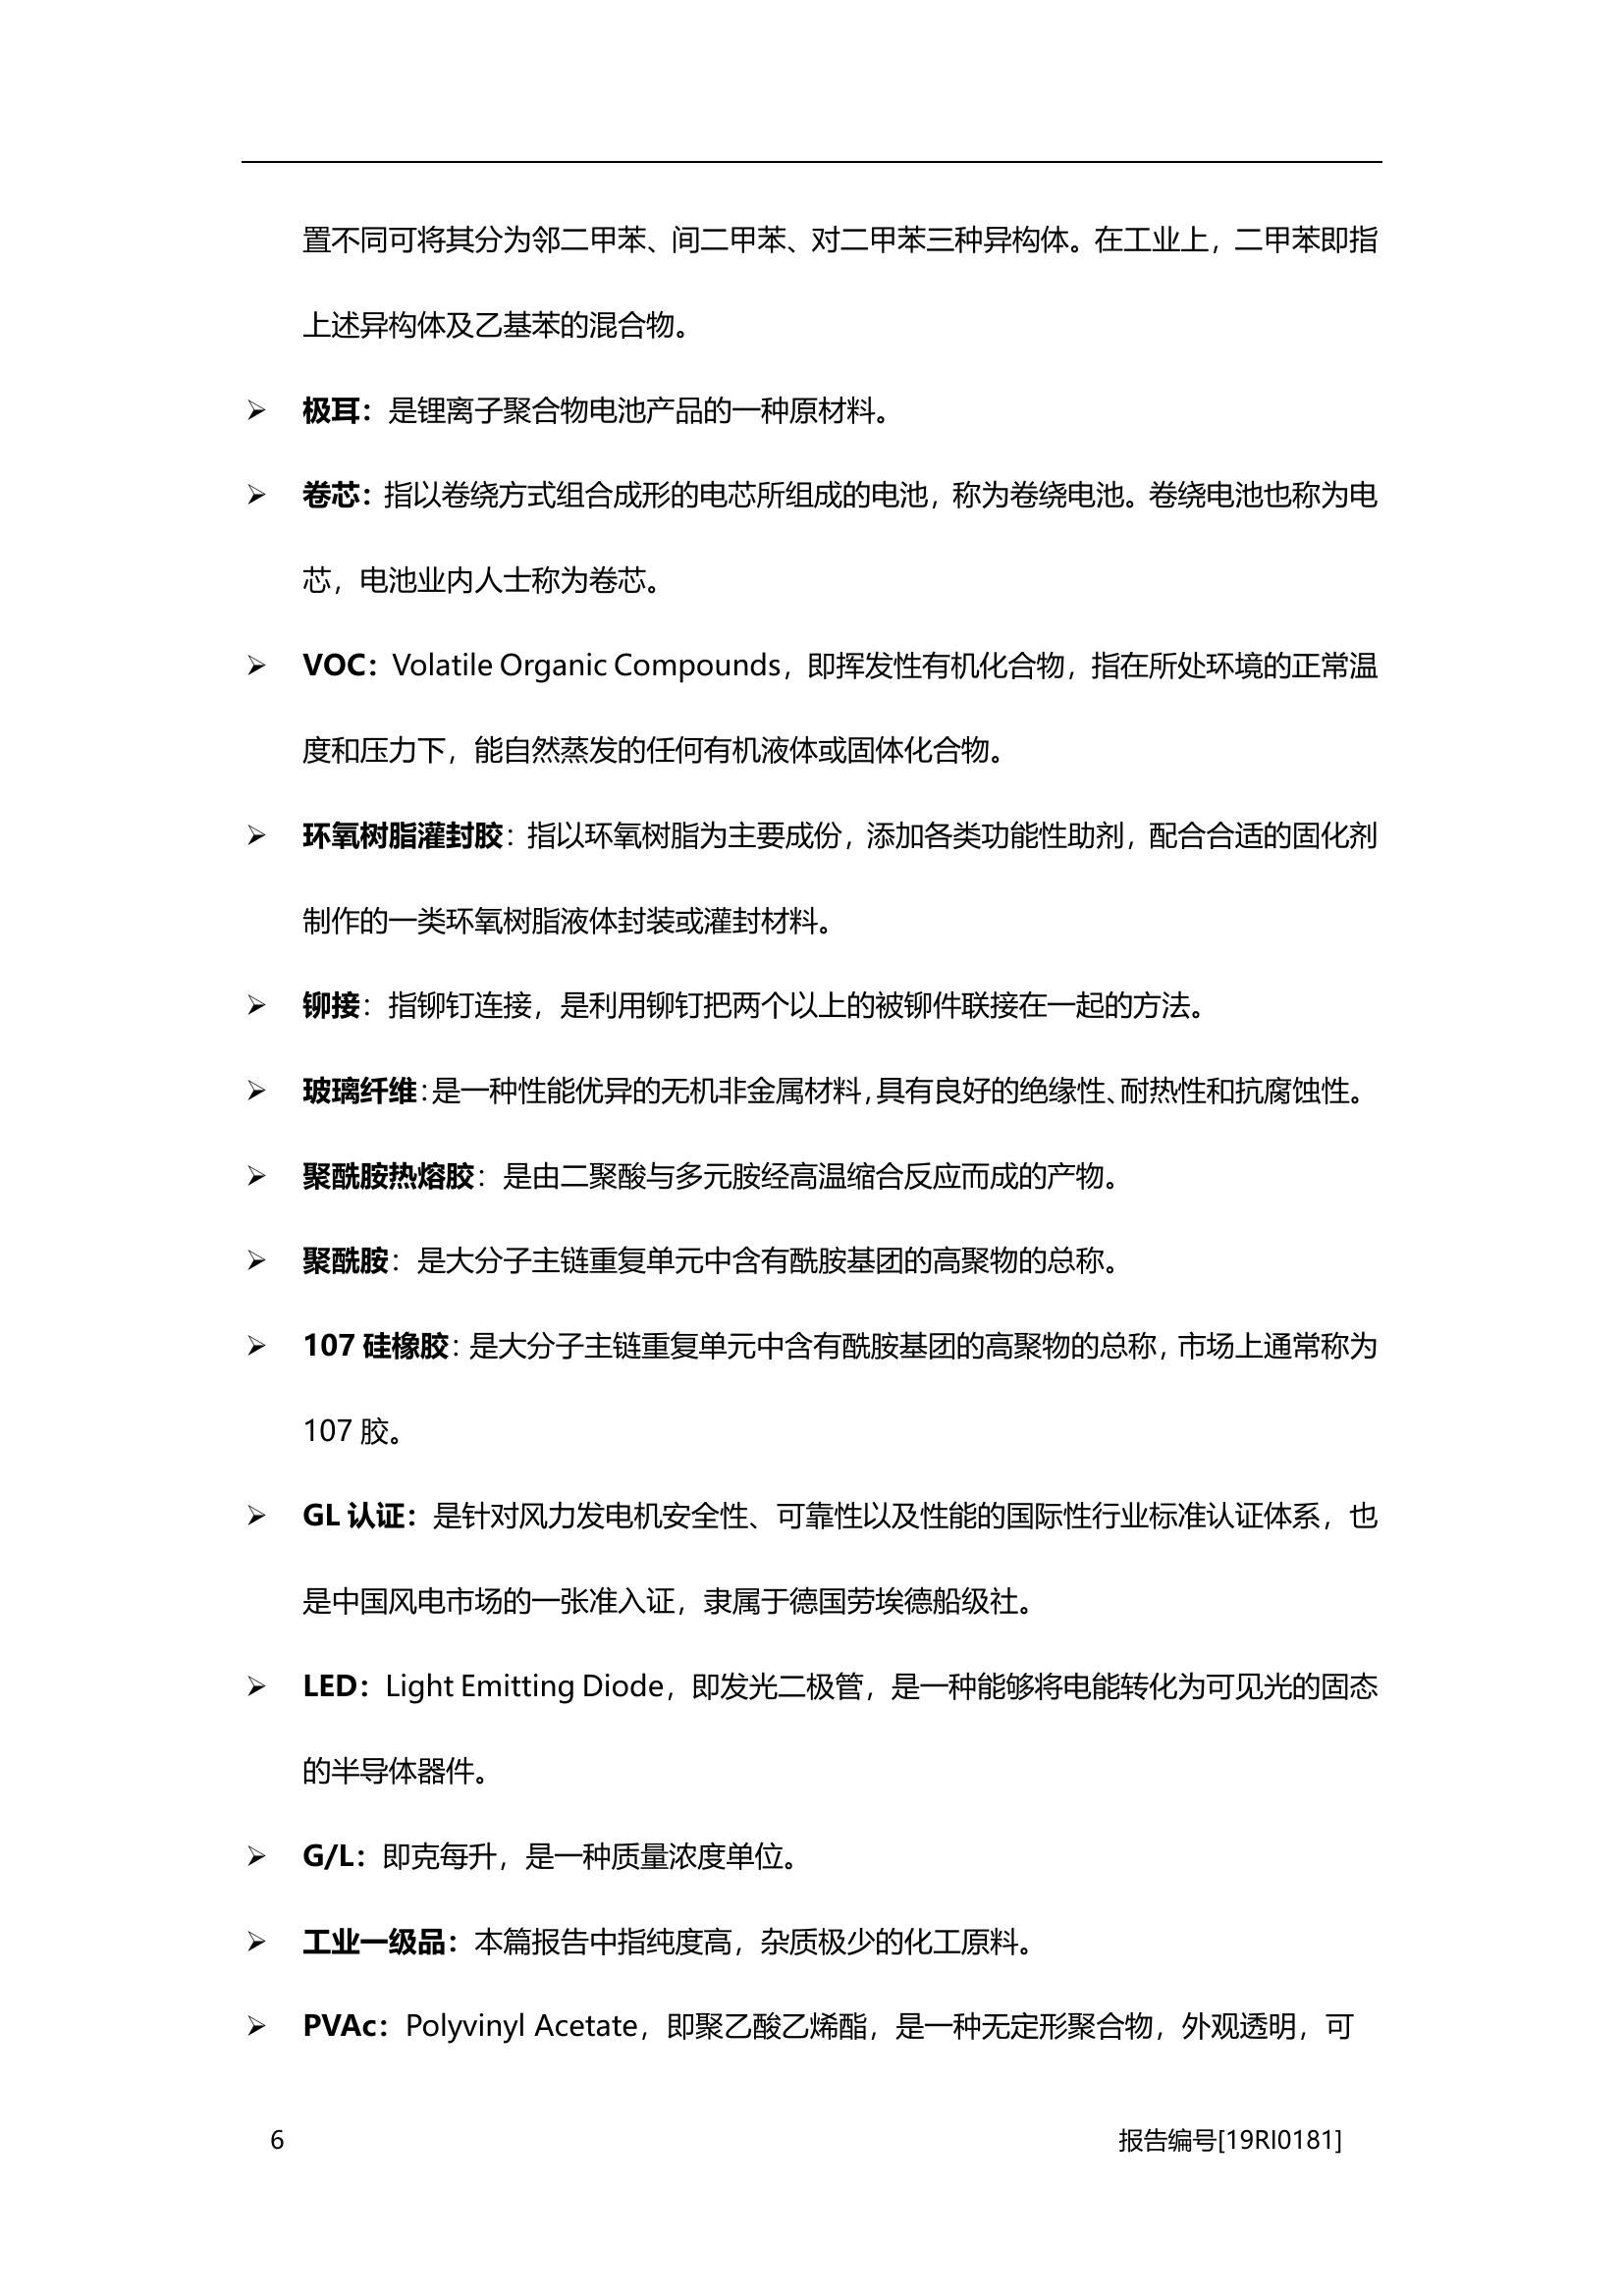 置不同可将其分为邻二甲苯、间二甲苯、对二甲苯三种异构体。在工业上，二甲苯即指
上述异构体及乙基苯的混合物。
极耳：是锂离子聚合物电池产品的一种原材料。
卷芯：指以卷绕方式组合成形的电芯所组成的电池，称为卷绕电池。卷绕电池也称为电
芯，电池业内人士称为卷芯。
VOC：Volatile Organic Compounds，即挥发性有机化合物，指在所处环境的正常温
度和压力下，能自然蒸发的任何有机液体或固体化合物。
环氧树脂灌封胶：指以环氧树脂为主要成份，添加各类功能性助剂，配合合适的固化剂
制作的一类环氧树脂液体封装或灌封材料。
铆接：指铆钉连接，是利用铆钉把两个以上的被铆件联接在一起的方法。
玻璃纤维：是一种性能优异的无机非金属材料，具有良好的绝缘性、耐热性和抗腐蚀性。
聚酰胺热熔胶：是由二聚酸与多元胺经高温缩合反应而成的产物。
聚酰胺：是大分子主链重复单元中含有酰胺基团的高聚物的总称。
107 硅橡胶：是大分子主链重复单元中含有酰胺基团的高聚物的总称，市场上通常称为
107 胶。
GL 认证：是针对风力发电机安全性、可靠性以及性能的国际性行业标准认证体系，也
是中国风电市场的一张准入证，隶属于德国劳埃德船级社。
LED：Light Emitting Diode，即发光二极管，是一种能够将电能转化为可见光的固态
的半导体器件。
G/L：即克每升，是一种质量浓度单位。
工业一级品：本篇报告中指纯度高，杂质极少的化工原料。
PVAc：Polyvinyl Acetate，即聚乙酸乙烯酯，是一种无定形聚合物，外观透明，可
6 报告编号[19RI0181]